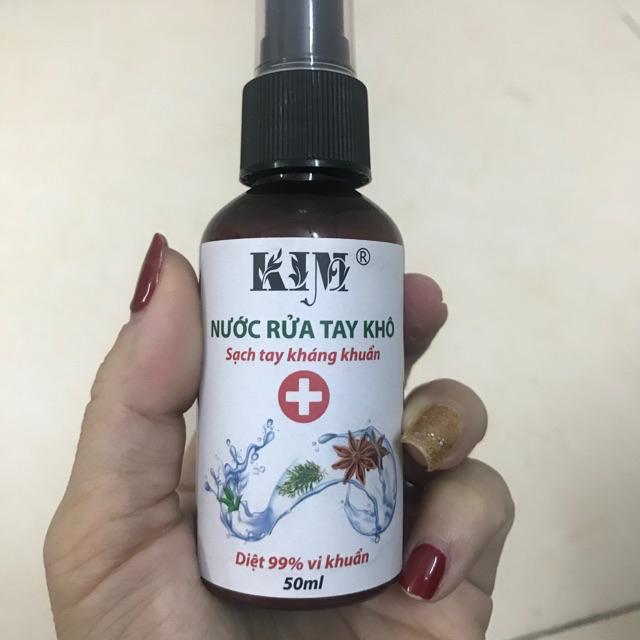 KIM ®
NƯỚC RỬA TAY KHÔ
Sạch tay kháng khuẩn
Diệt 99% vi khuẩn
50ml